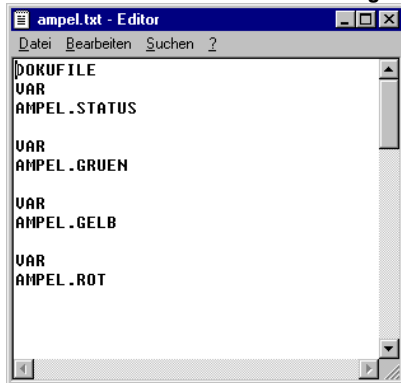 ampel.txt - Editor
Datei Bearbeiten Suchen ?
DOKUFILE
VAR
AMPEL.STATUS
VAR
AMPEL.GRUEN
VAR
AMPEL.GELB
VAR
AMPEL.ROT